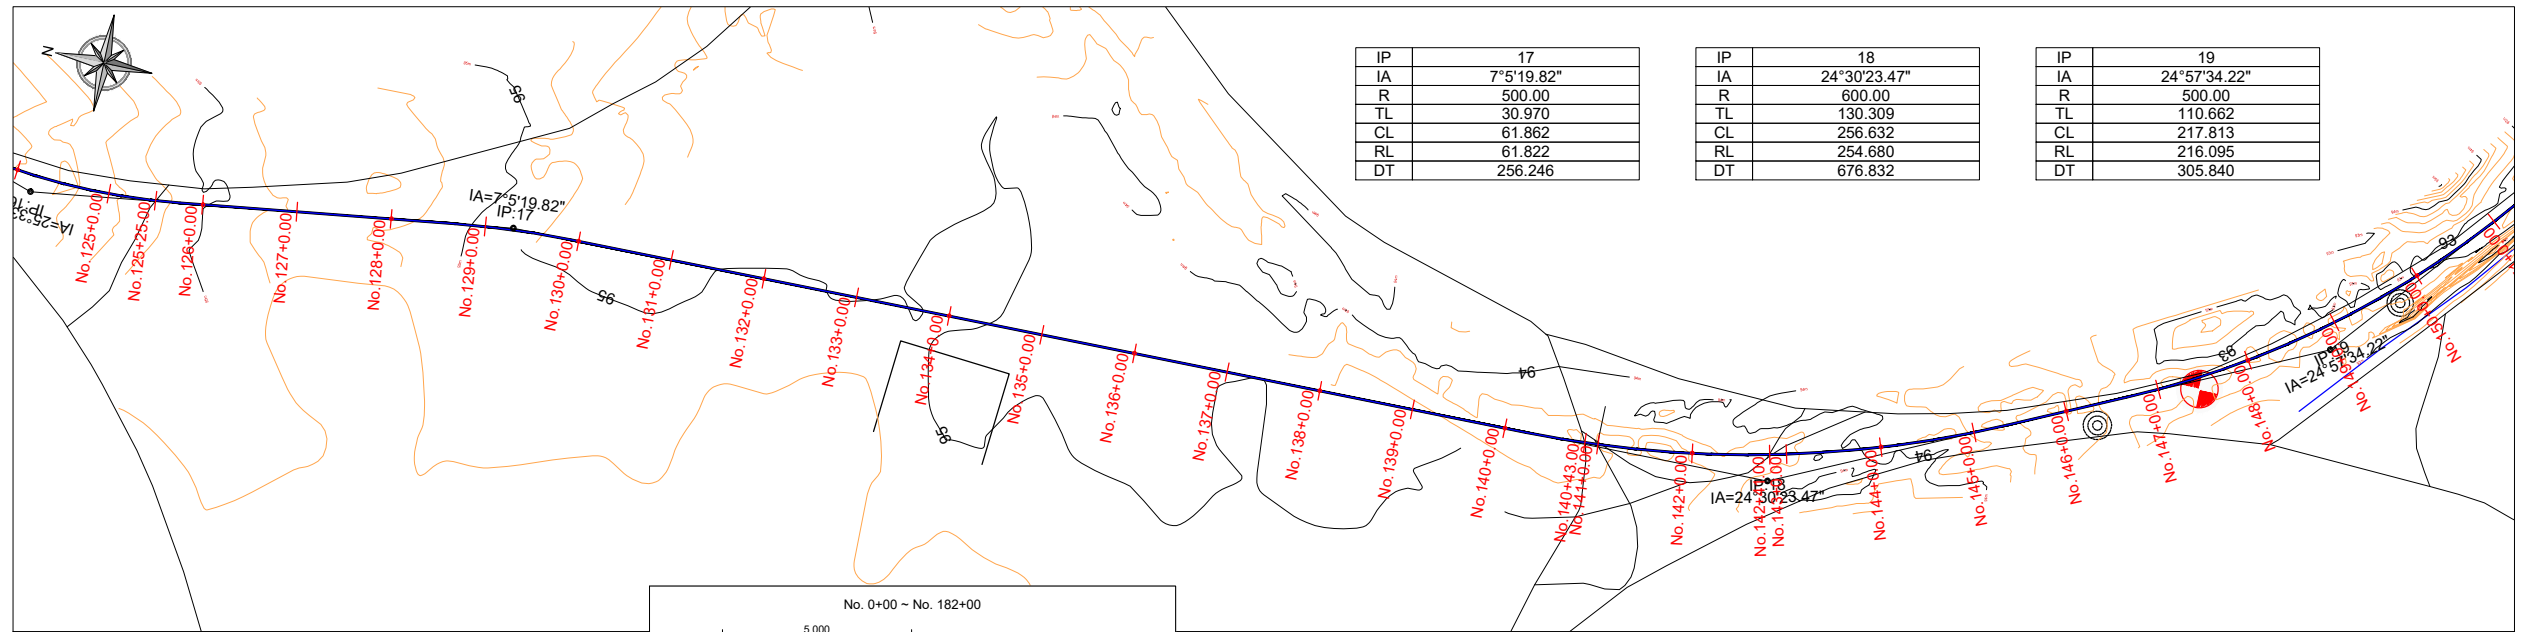 N
IP 17
IA 7°5'19.82"
R 500.00
TL 30.970
CL 61.862
RL 61.822
DT 256.246
IP 18
IA 24°30'23.47"
R 600.00
TL 130.309
CL 256.632
RL 254.680
DT 676.832
IP 19
IA 24°57'34.22"
R 500.00
TL 110.662
CL 217.813
RL 216.095
DT 305.840
95
IA=7°5'19.82"
IP:17
No.125+0.00
No.125+25.00
No.126+0.00
No.127+0.00
No.128+0.00
No.129+0.00
No.130+0.00
95
No.131+0.00
No.132+0.00
No.133+0.00
No.134+0.00
95
No.135+0.00
No.136+0.00
No.137+0.00
No.138+0.00
No.139+0.00
No.140+0.00
94
No.140+43.00
No.141+0.00
No.142+0.00
IP:18
IA=24°30'23.47"
No.143+0.00
No.144+0.00
94
No.145+0.00
No.146+0.00
No.147+0.00
93
No.148+0.00
IP:19
IA=24°57'34.22"
93
No. 0+00 ~ No. 182+00
5.000